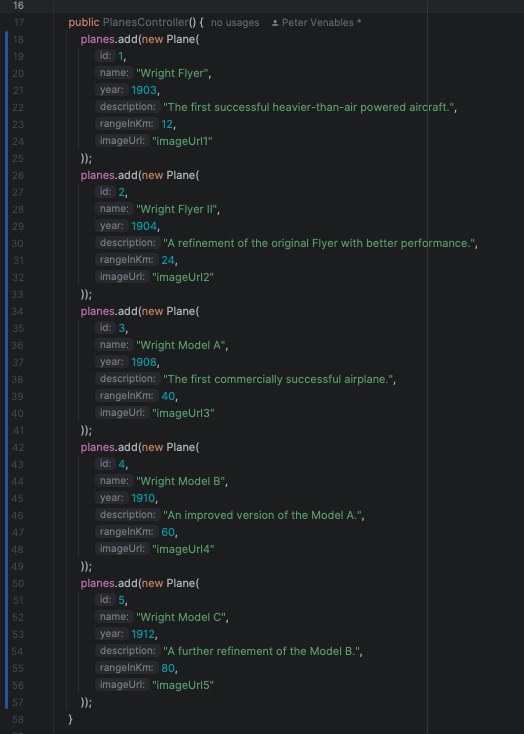 16
17 public PlanesController() { no usages Peter Venables *
18 planes.add(new Plane(
19 id: 1,
20 name: "Wright Flyer",
21 year: 1903,
22 description: "The first successful heavier-than-air powered aircraft.",
23 rangeInKm: 12,
24 imageUrl: "imageUrl1"
25 ));
26 planes.add(new Plane(
27 id: 2,
28 name: "Wright Flyer II",
29 year: 1904,
30 description: "A refinement of the original Flyer with better performance.",
31 rangeInKm: 24,
32 imageUrl: "imageUrl2"
33 ));
34 planes.add(new Plane(
35 id: 3,
36 name: "Wright Model A",
37 year: 1908,
38 description: "The first commercially successful airplane.",
39 rangeInKm: 40,
40 imageUrl: "imageUrl3"
41 ));
42 planes.add(new Plane(
43 id: 4,
44 name: "Wright Model B",
45 year: 1910,
46 description: "An improved version of the Model A.",
47 rangeInKm: 60,
48 imageUrl: "imageUrl4"
49 ));
50 planes.add(new Plane(
51 id: 5,
52 name: "Wright Model C",
53 year: 1912,
54 description: "A further refinement of the Model B.",
55 rangeInKm: 80,
56 imageUrl: "imageUrl5"
57 ));
58 }